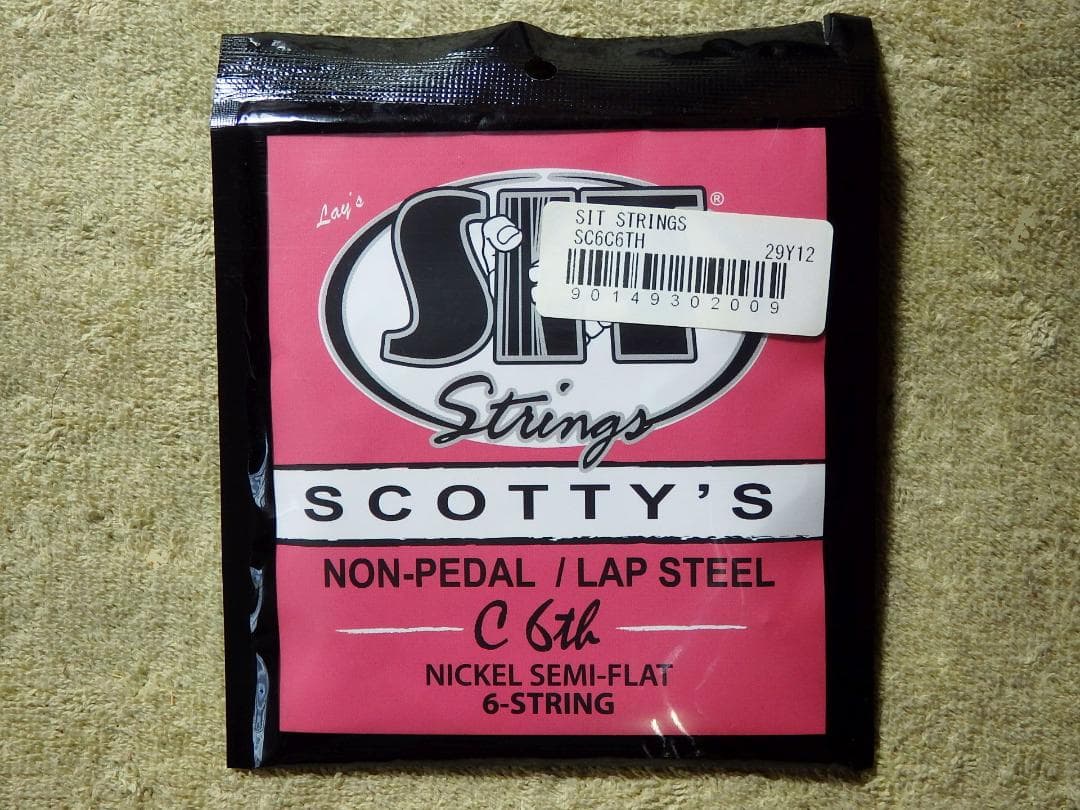 Lay's
SIT®
SIT STRINGS
SC6C6TH
29Y12
90149302009
Strings
SCOTTY'S
NON-PEDAL / LAP STEEL
C 6th
NICKEL SEMI-FLAT
6-STRING